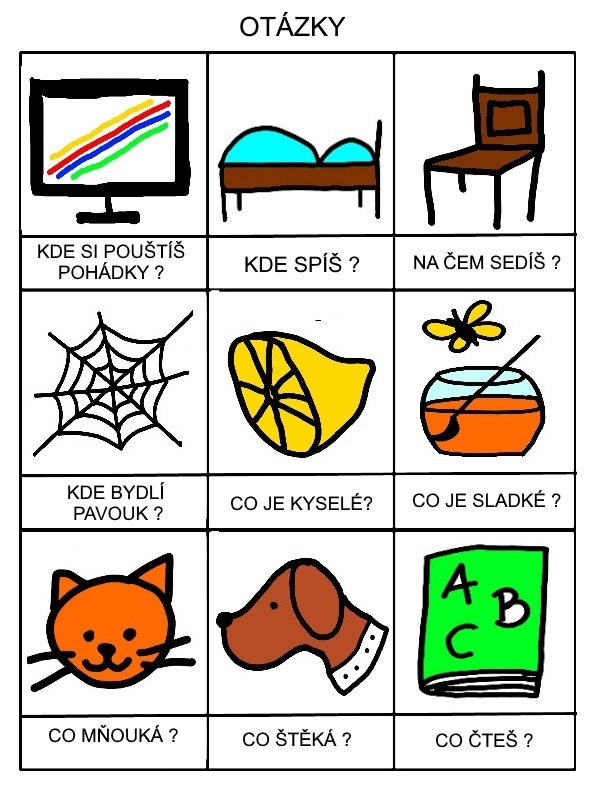 OTÁZKY
KDE SI POUŠTÍŠ
POHÁDKY ?
KDE SPÍŠ ?
NA ČEM SEDÍŠ ?
KDE BYDLÍ
PAVOUK ?
CO JE KYSELÉ?
CO JE SLADKÉ ?
A
B
C
CO MŇOUKÁ ?
CO ŠTĚKÁ ?
CO ČTEŠ ?